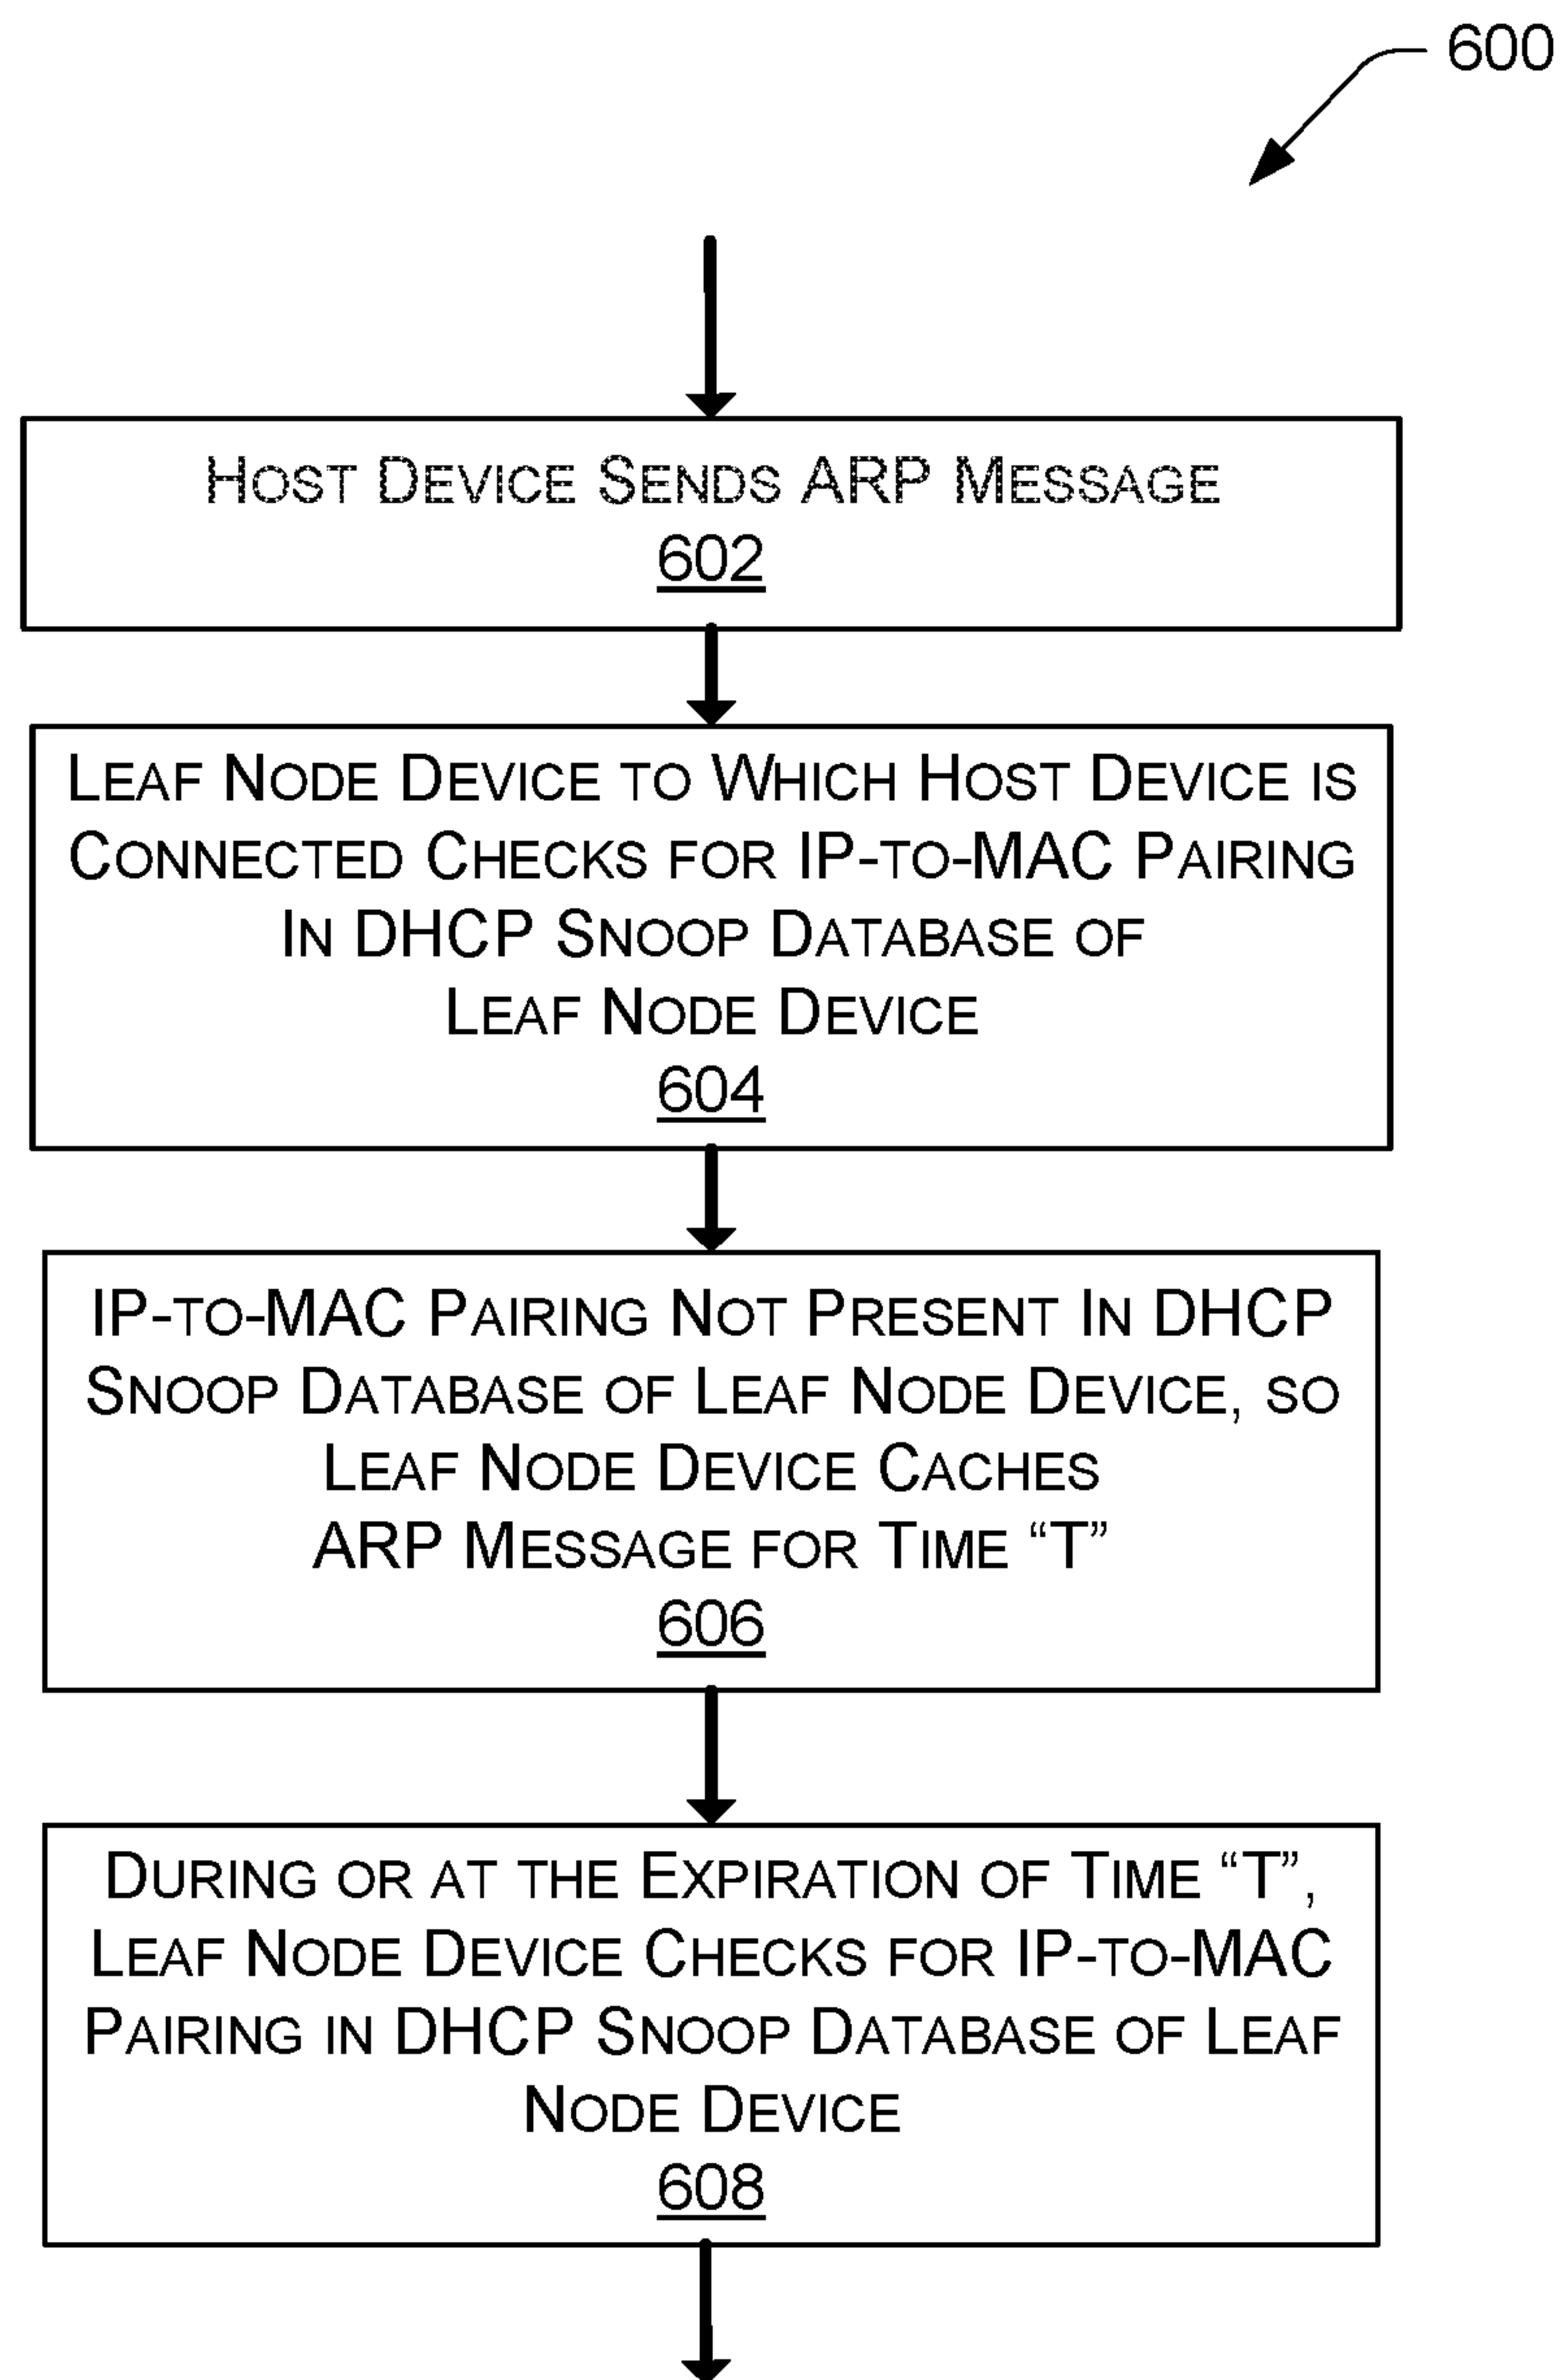 600
HOST DEVICE SENDS ARP MESSAGE
602
LEAF NODE DEVICE TO WHICH HOST DEVICE IS
CONNECTED CHECKS FOR IP-TO-MAC PAIRING
IN DHCP SNOOP DATABASE OF
LEAF NODE DEVICE
604
IP-TO-MAC PAIRING NOT PRESENT IN DHCP
SNOOP DATABASE OF LEAF NODE DEVICE, SO
LEAF NODE DEVICE CACHES
ARP MESSAGE FOR TIME “T”
606
DURING OR AT THE EXPIRATION OF TIME “T”,
LEAF NODE DEVICE CHECKS FOR IP-TO-MAC
PAIRING IN DHCP SNOOP DATABASE OF LEAF
NODE DEVICE
608